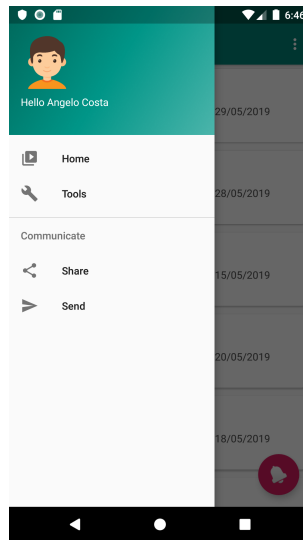 6:46
Hello Angelo Costa
29/05/2019
Home
Tools
28/05/2019
Communicate
Share
15/05/2019
Send
20/05/2019
18/05/2019